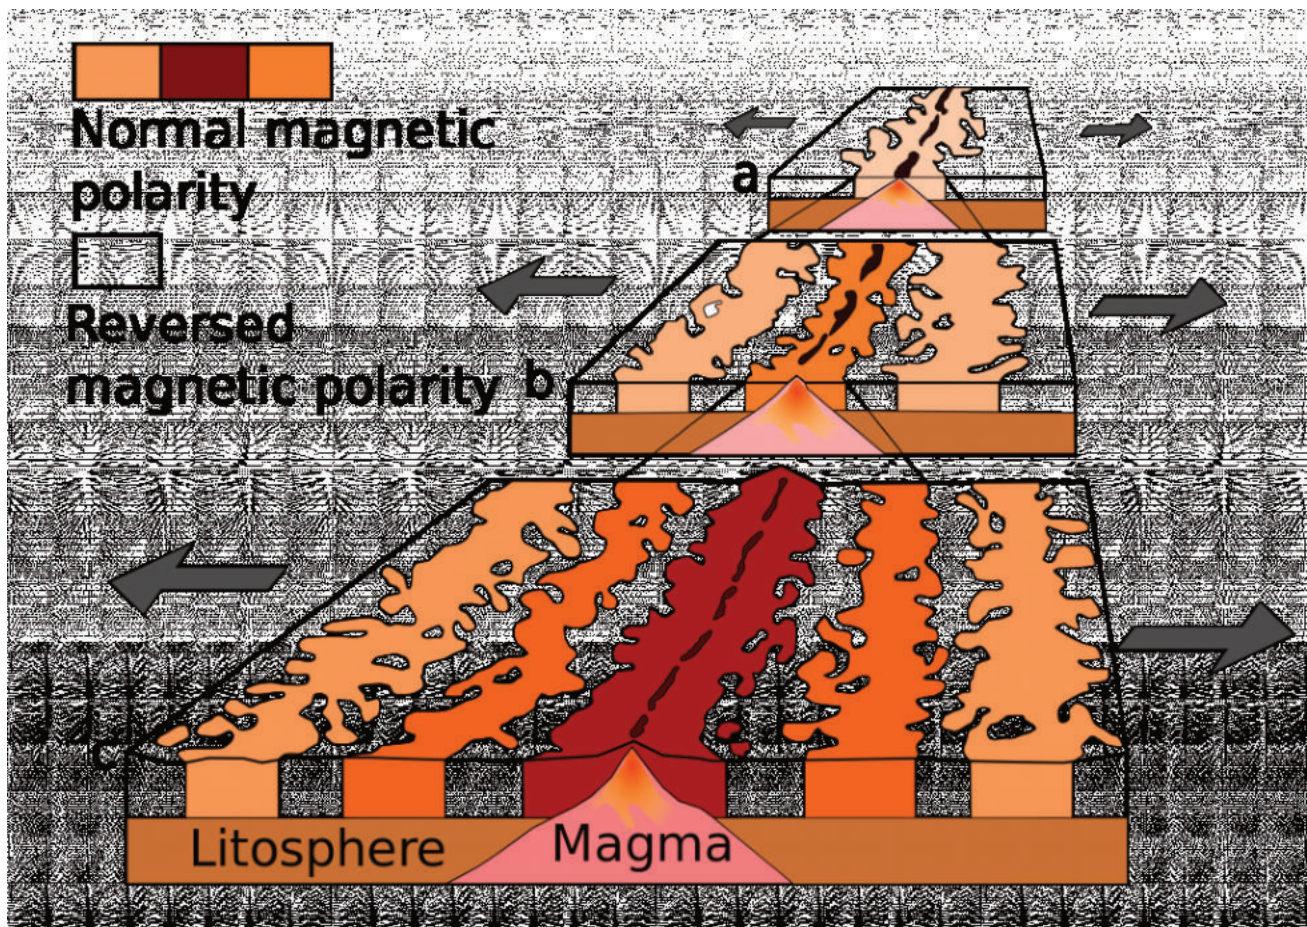 Normal magnetic
polarity
Reversed
magnetic polarity
a
b
c
Litosphere
Magma